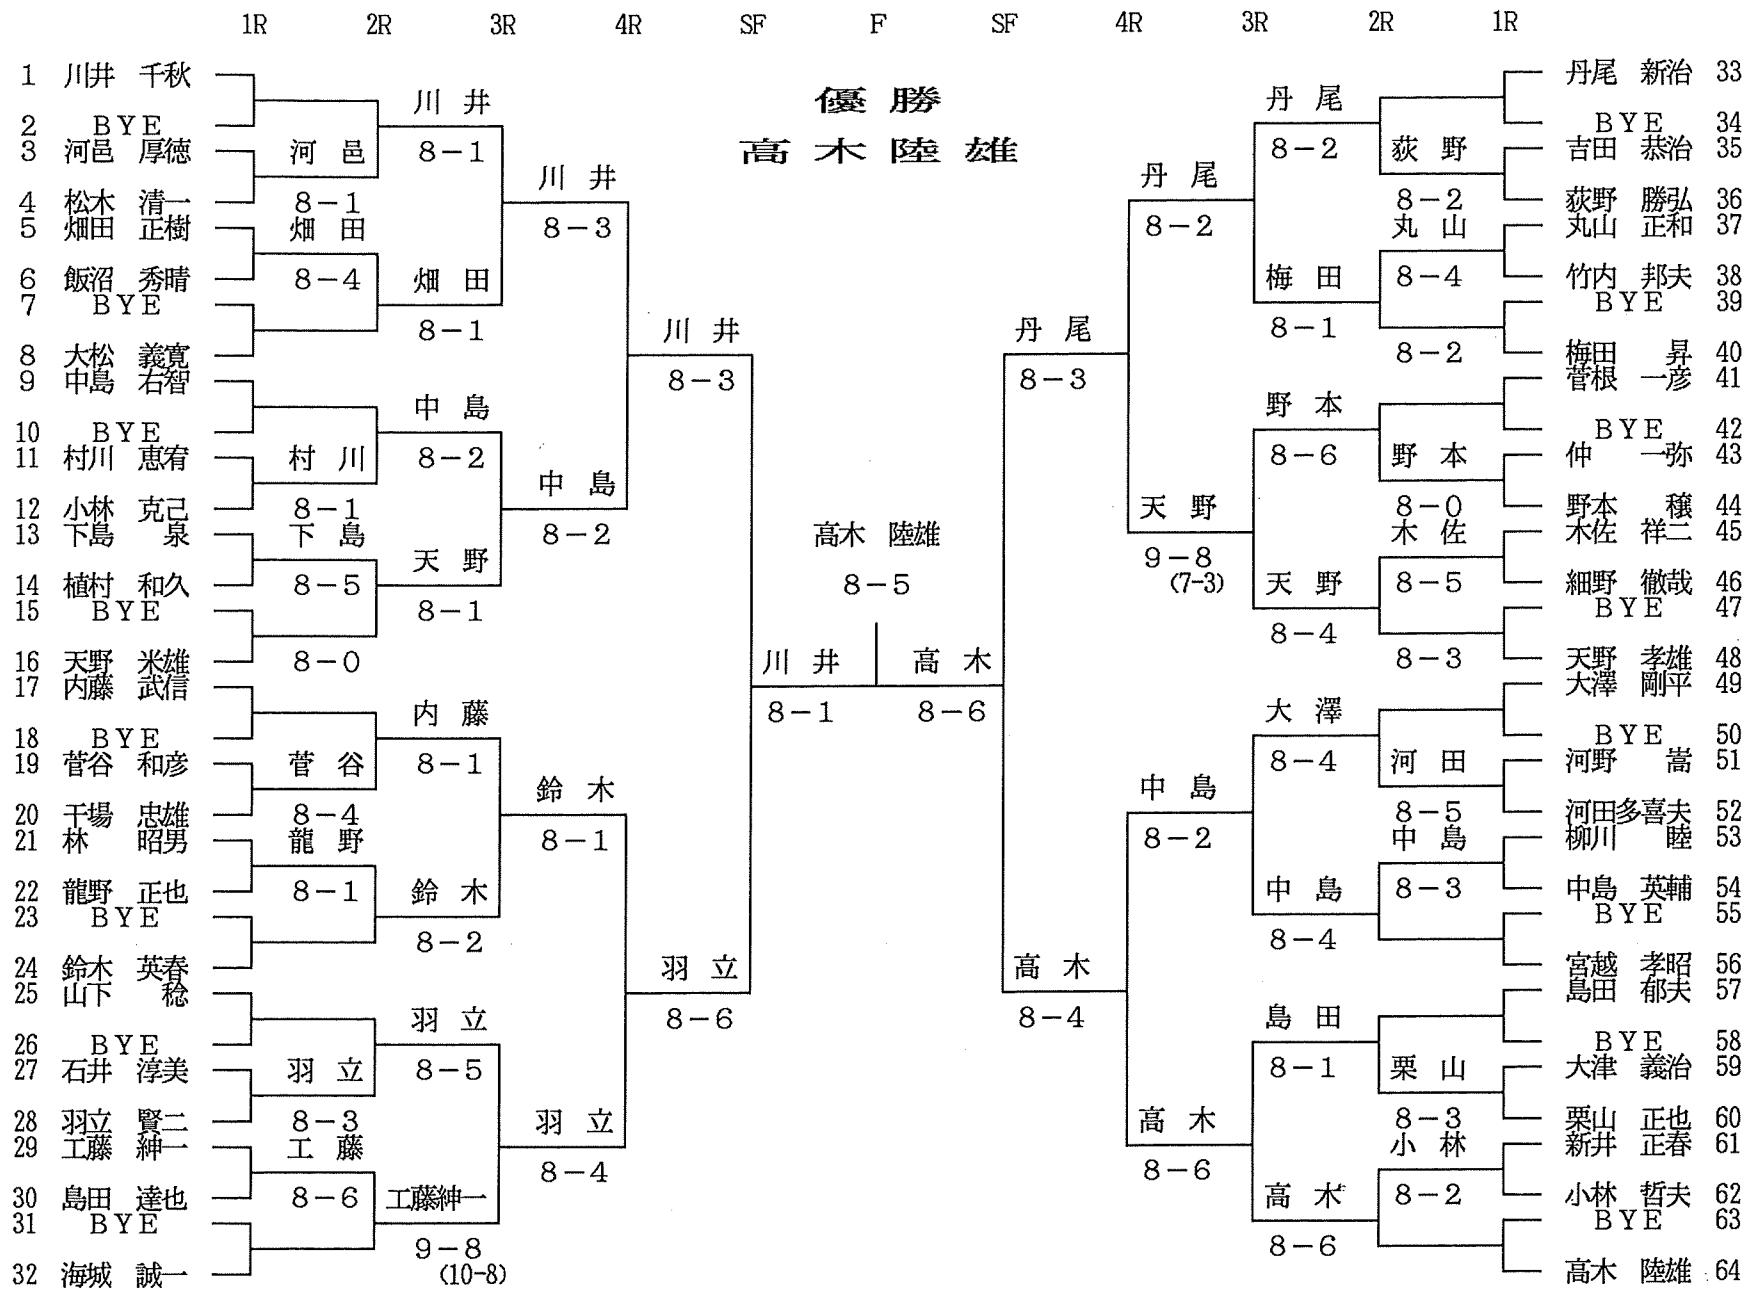 1R 2R 3R 4R SF F SF 4R 3R 2R 1R
優勝
高木陸雄
1 川井 千秋
2 BYE
3 河邑 厚徳
4 松木 清一
5 畑田 正樹
6 飯沼 秀晴
7 BYE
8 大松 義寛
9 中島 右智
10 BYE
11 村川 恵宥
12 小林 克己
13 下島 泉
14 植村 和久
15 BYE
16 天野 米雄
17 内藤 武信
18 BYE
19 菅谷 和彦
20 干場 忠雄
21 林 昭男
22 龍野 正也
23 BYE
24 鈴木 英春
25 山下 稔
26 BYE
27 石井 淳美
28 羽立 賢二
29 工藤 紳一
30 島田 達也
31 BYE
32 海城 誠一
河邑
8-1
畑田
8-4
村川
8-1
下島
8-5
8-0
菅谷
8-4
龍野
8-1
羽立
8-3
工藤
8-6
川井
8-1
畑田
8-1
中島
8-2
天野
8-1
内藤
8-1
鈴木
8-2
羽立
8-5
工藤紳一
9-8
(10-8)
川井
8-3
中島
8-2
鈴木
8-1
羽立
8-4
川井
8-3
羽立
8-6
川井
8-1
高木 陸雄
8-5
高木
8-6
丹尾
8-3
高木
8-4
丹尾
8-2
天野
9-8
(7-3)
中島
8-2
高木
8-6
丹尾
8-2
梅田
8-1
野本
8-6
天野
8-4
大澤
8-4
中島
8-4
島田
8-1
高木
8-6
荻野
8-2
丸山
8-4
8-2
野本
8-0
木佐
8-5
8-3
河田
8-5
中島
8-3
栗山
8-3
小林
8-2
丹尾 新治 33
BYE 34
吉田 恭治 35
荻野 勝弘 36
丸山 正和 37
竹内 邦夫 38
BYE 39
梅田 昇 40
菅根 一彦 41
BYE 42
仲 一弥 43
野本 穣 44
木佐 祥二 45
細野 徹哉 46
BYE 47
天野 孝雄 48
大澤 剛平 49
BYE 50
河野 嵩 51
河田多喜夫 52
柳川 睦 53
中島 英輔 54
BYE 55
宮越 孝昭 56
島田 郁夫 57
BYE 58
大津 義治 59
栗山 正也 60
新井 正春 61
小林 哲夫 62
BYE 63
高木 陸雄 64